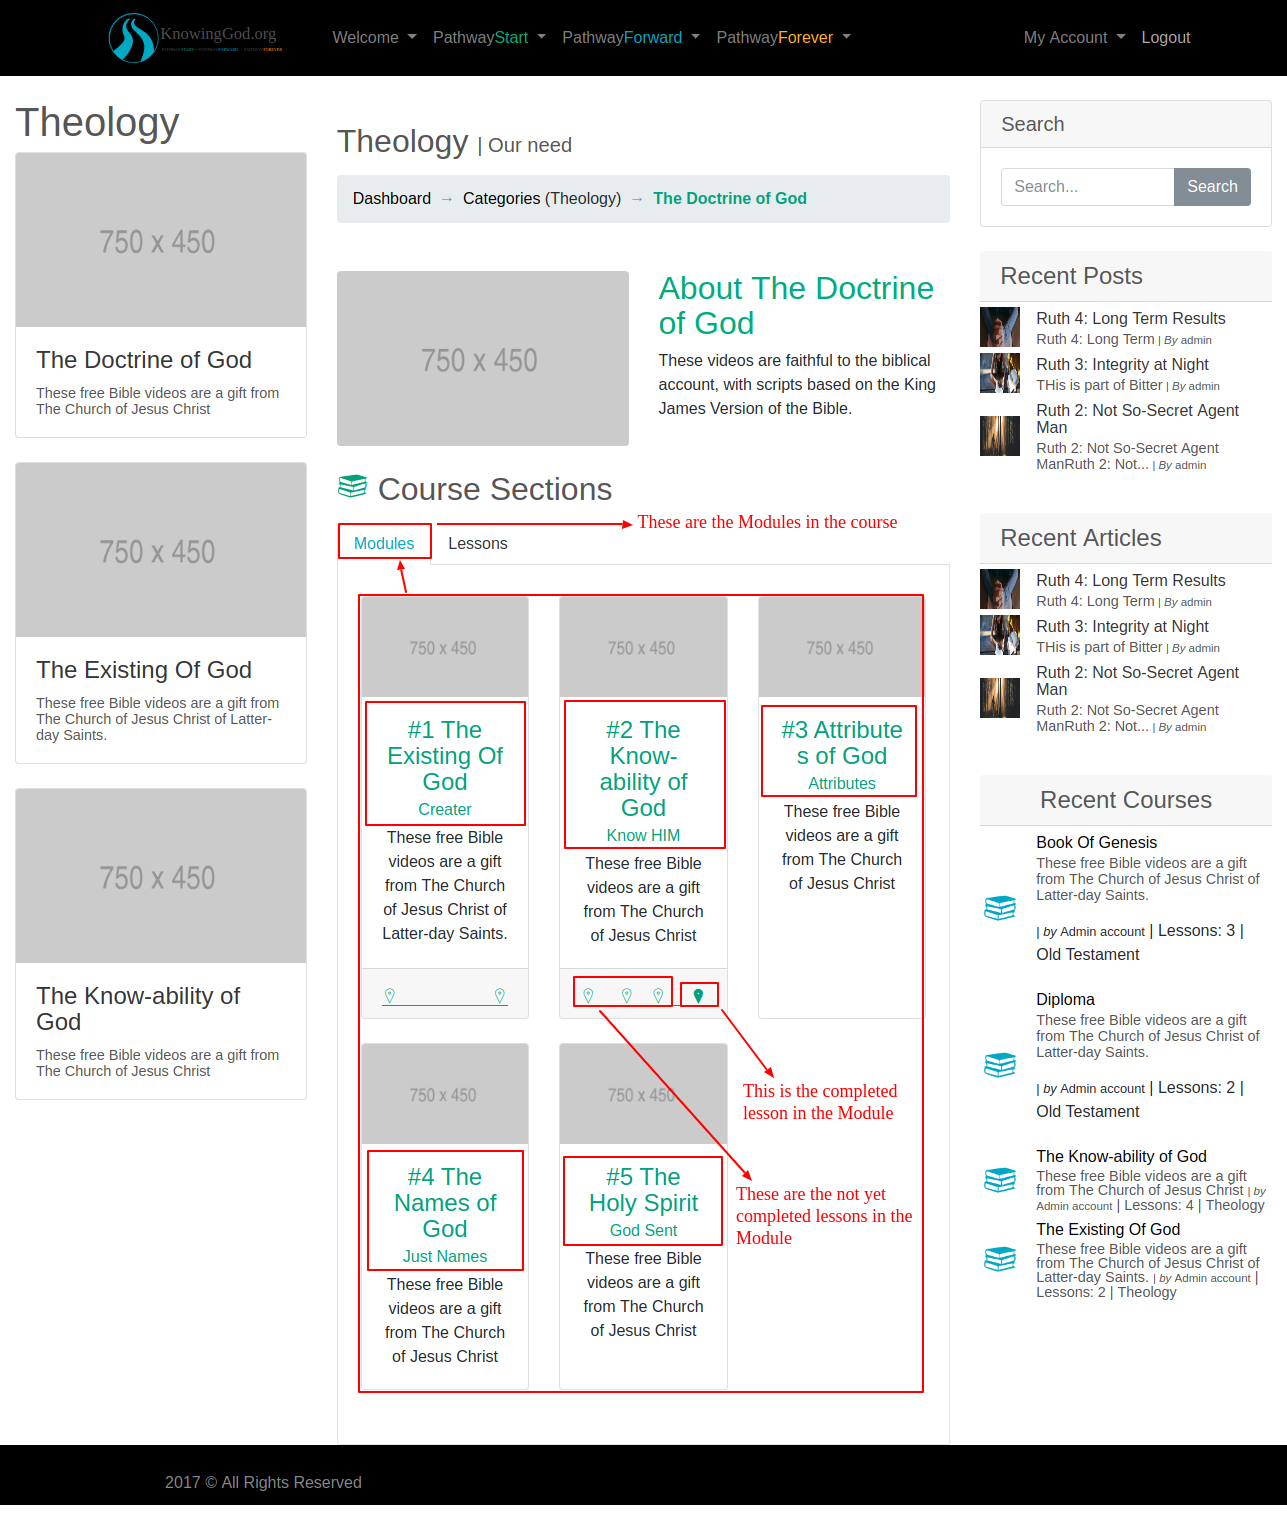 KnowingGod.org
Welcome PathwayStart PathwayForward PathwayForever My Account Logout
Theology
750 x 450
The Doctrine of God
These free Bible videos are a gift from
The Church of Jesus Christ
750 x 450
The Existing Of God
These free Bible videos are a gift from
The Church of Jesus Christ of Latter-
day Saints.
750 x 450
The Know-ability of
God
These free Bible videos are a gift from
The Church of Jesus Christ
Theology | Our need
Dashboard → Categories (Theology) → The Doctrine of God
750 x 450
About The Doctrine
of God
These videos are faithful to the biblical
account, with scripts based on the King
James Version of the Bible.
Course Sections
These are the Modules in the course
Modules Lessons
750 x 450
#1 The
Existing Of
God
Creater
These free Bible
videos are a gift
from The Church
of Jesus Christ of
Latter-day Saints.
750 x 450
#2 The
Know-
ability of
God
Know HIM
These free Bible
videos are a gift
from The Church
of Jesus Christ
750 x 450
#3 Attribute
s of God
Attributes
These free Bible
videos are a gift
from The Church
of Jesus Christ
This is the completed
lesson in the Module
These are the not yet
completed lessons in the
Module
750 x 450
#4 The
Names of
God
Just Names
These free Bible
videos are a gift
from The Church
of Jesus Christ
750 x 450
#5 The
Holy Spirit
God Sent
These free Bible
videos are a gift
from The Church
of Jesus Christ
Search
Search... Search
Recent Posts
Ruth 4: Long Term Results
Ruth 4: Long Term | By admin
Ruth 3: Integrity at Night
THis is part of Bitter | By admin
Ruth 2: Not So-Secret Agent
Man
Ruth 2: Not So-Secret Agent
ManRuth 2: Not... | By admin
Recent Articles
Ruth 4: Long Term Results
Ruth 4: Long Term | By admin
Ruth 3: Integrity at Night
THis is part of Bitter | By admin
Ruth 2: Not So-Secret Agent
Man
Ruth 2: Not So-Secret Agent
ManRuth 2: Not... | By admin
Recent Courses
Book Of Genesis
These free Bible videos are a gift
from The Church of Jesus Christ of
Latter-day Saints.
| by Admin account | Lessons: 3 |
Old Testament
Diploma
These free Bible videos are a gift
from The Church of Jesus Christ of
Latter-day Saints.
| by Admin account | Lessons: 2 |
Old Testament
The Know-ability of God
These free Bible videos are a gift
from The Church of Jesus Christ | by
Admin account | Lessons: 4 | Theology
The Existing Of God
These free Bible videos are a gift
from The Church of Jesus Christ of
Latter-day Saints. | by Admin account |
Lessons: 2 | Theology
2017 © All Rights Reserved